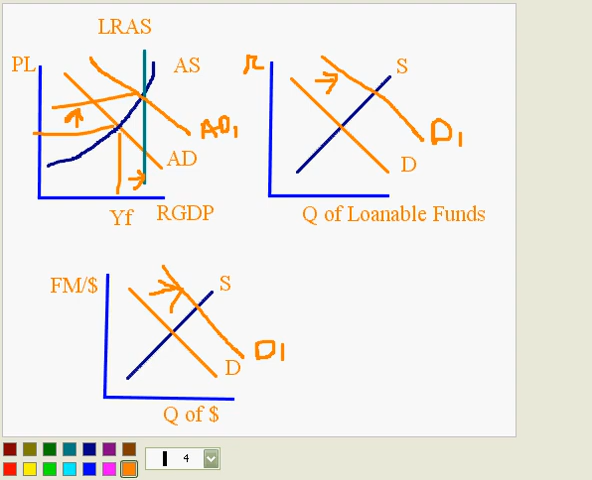 LRAS
PL
AS
AD1
AD
Yf
RGDP
r
S
D1
D
Q of Loanable Funds
FM/$
S
D1
D
Q of $
4